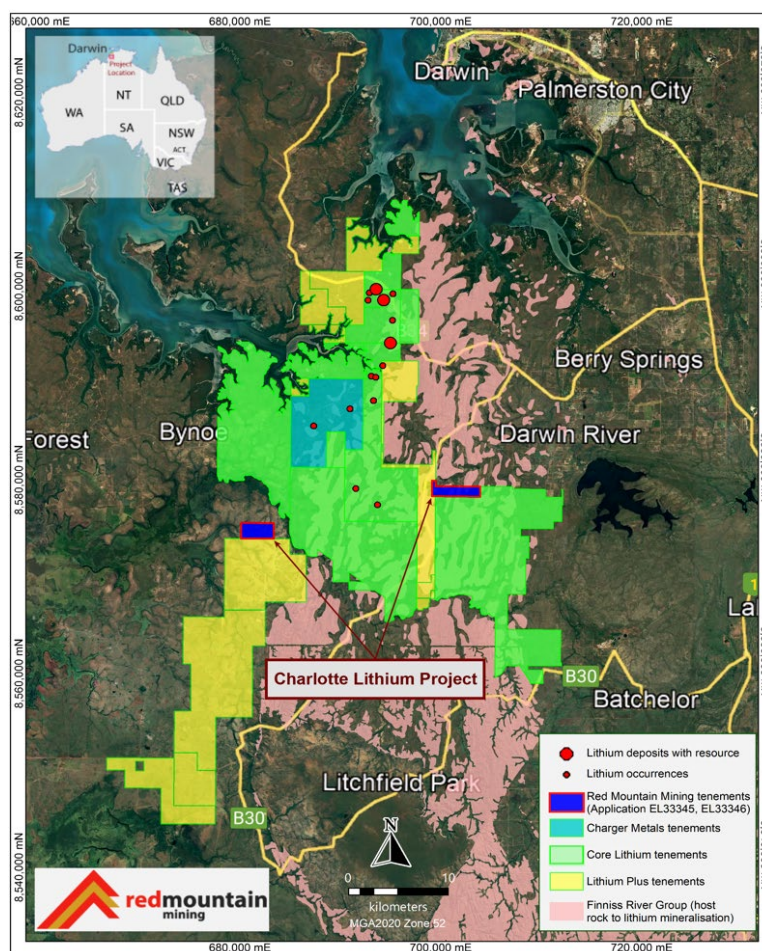 660,000 mE
680,000 mE
700,000 mE
720,000 mE
Darwin
Project
Location
WA
NT
QLD
SA
NSW
ACT
VIC
TAS
Darwin
Palmerston City
8,620,000 mN
8,600,000 mN
Berry Springs
Forest
Bynoe
Darwin River
8,580,000 mN
8,560,000 mN
Charlotte Lithium Project
B30
Batchelor
Litchfield Park
B30
8,540,000 mN
N
0
10
kilometers
MGA2020 Zone 52
Lithium deposits with resource
Lithium occurrences
Red Mountain Mining tenements
(Application EL33345, EL33346)
Charger Metals tenements
Core Lithium tenements
Lithium Plus tenements
Finniss River Group (host
rock to lithium mineralisation)
redmountain
mining
680,000 mE
700,000 mE
720,000 mE